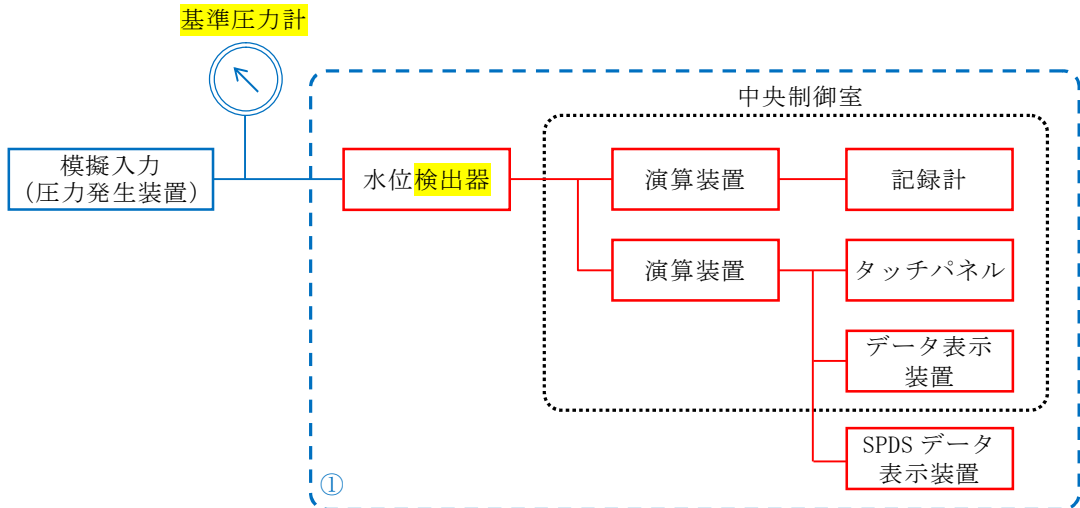 基準圧力計
中央制御室
模擬入力
（圧力発生装置）
水位検出器
演算装置
記録計
演算装置
タッチパネル
データ表示
装置
SPDS データ
表示装置
①